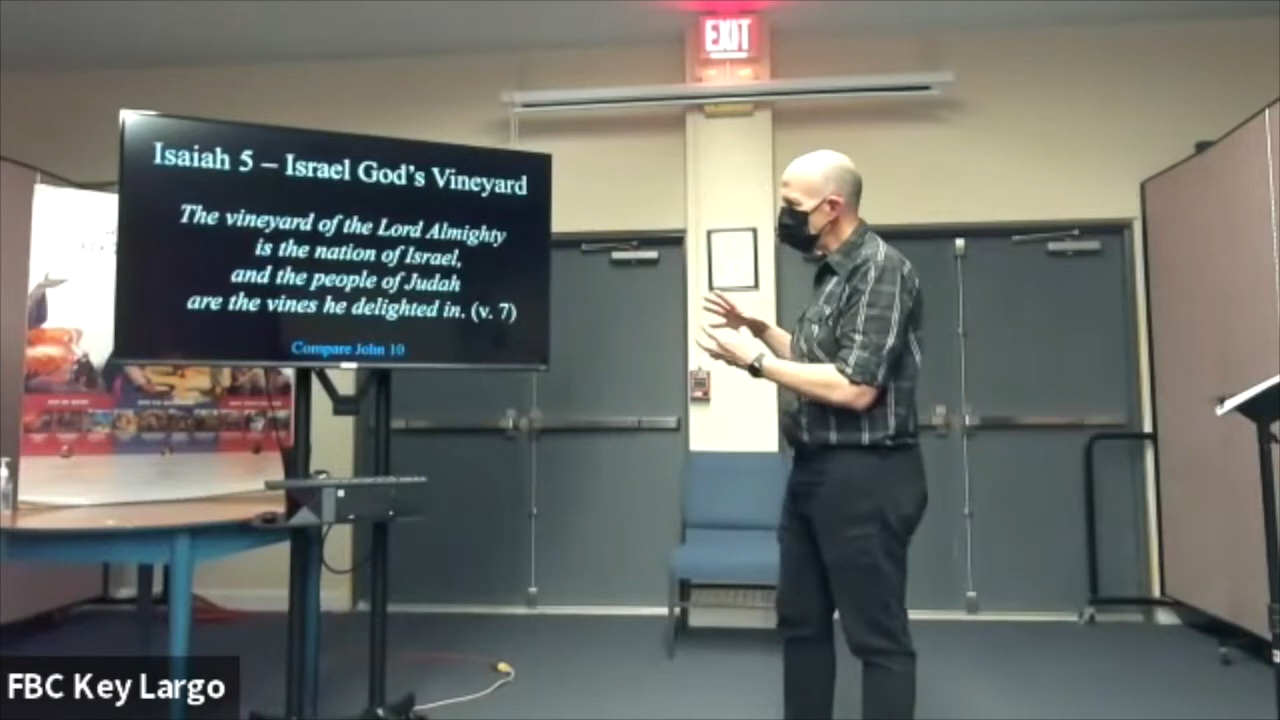 EXIT
Isaiah 5 – Israel God's Vineyard
The vineyard of the Lord Almighty
is the nation of Israel,
and the people of Judah
are the vines he delighted in. (v. 7)
Compare John 10
FBC Key Largo